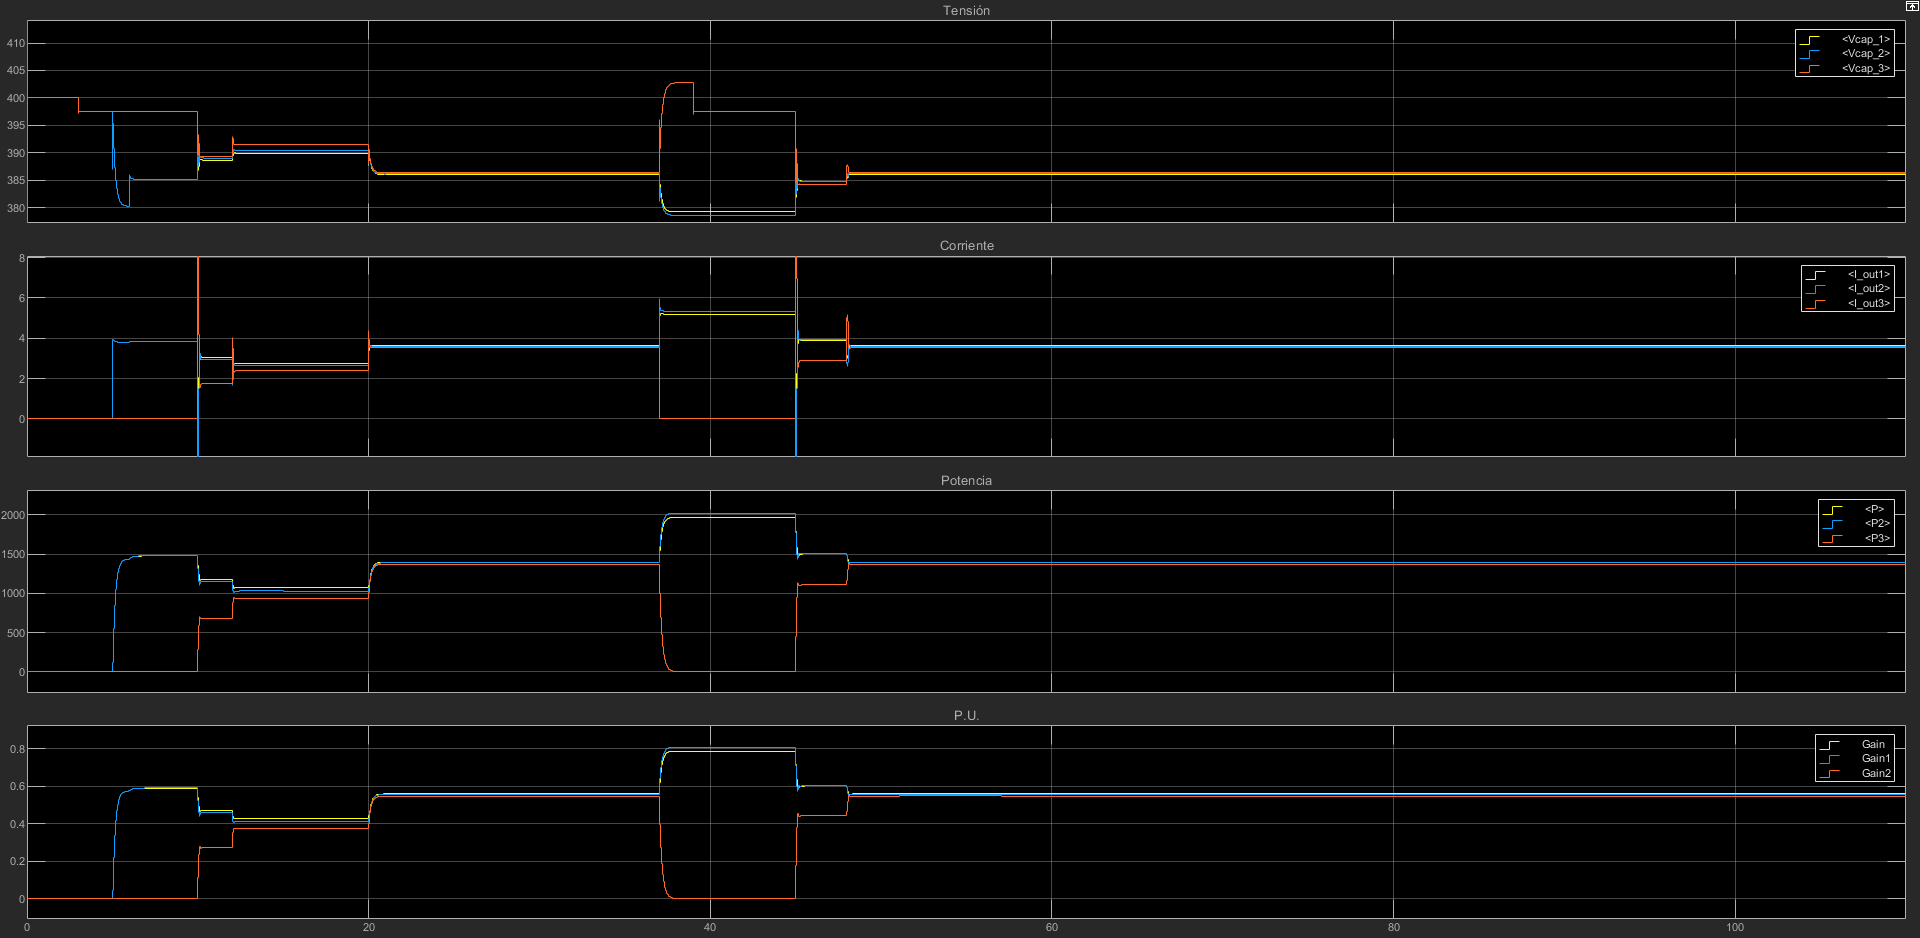 Tensión
410
405
400
395
390
385
380
<Vcap_1>
<Vcap_2>
<Vcap_3>
Corriente
8
6
4
2
0
<I_out1>
<I_out2>
<I_out3>
Potencia
2000
1500
1000
500
0
<P>
<P2>
<P3>
P.U.
0.8
0.6
0.4
0.2
0
Gain
Gain1
Gain2
0 20 40 60 80 100